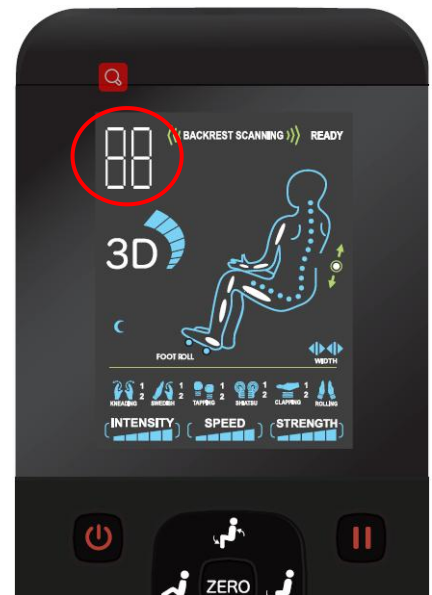 88
BACKREST SCANNING READY
3D
FOOT ROLL
WIDTH
1 1 1 1 1
2 2 2 2 2
KNEADING SWEDISH TAPPING SHIATSU CLAPPING ROLLING
INTENSITY SPEED STRENGTH
ZERO